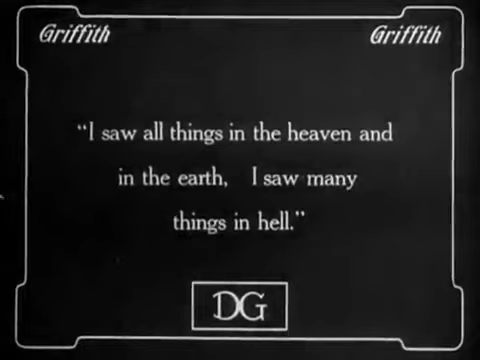 Griffith Griffith
“I saw all things in the heaven and
in the earth, I saw many
things in hell.”
DG